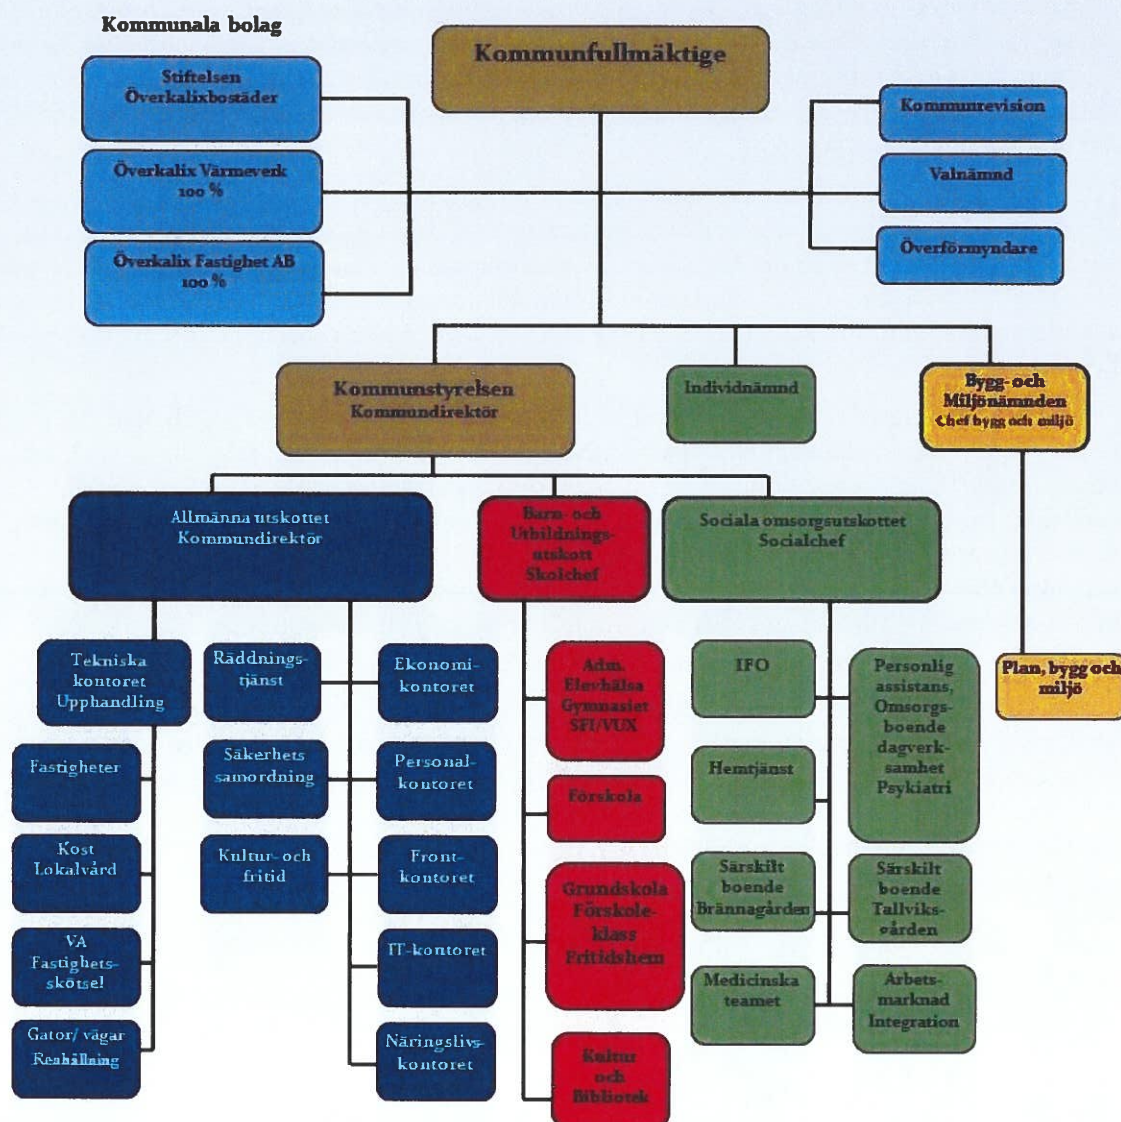 Kommunala bolag
Kommunfullmäktige
Stiftelsen
Överkalixbostäder
Överkalix Värmeverk
100 %
Överkalix Fastighet AB
100 %
Kommunrevision
Valnämnd
Överförmyndare
Kommunstyrelsen
Kommundirektör
Individnämnd
Bygg- och
Miljönämnden
Chef bygg och miljö
Allmänna utskottet
Kommundirektör
Barn- och
Utbildnings-
utskott
Skolchef
Sociala omsorgsutskottet
Socialchef
Tekniska
kontoret
Upphandling
Fastigheter
Kost
Lokalvård
VA
Fastighets-
skötsel
Gator/ vägar
Renhållning
Räddnings-
tjänst
Säkerhets
samordning
Kultur- och
fritid
Ekonomi-
kontoret
Personal-
kontoret
Front-
kontoret
IT-kontoret
Näringslivs-
kontoret
Adm.
Elevhälsa
Gymnasiet
SFI/VUX
Förskola
Grundskola
Förskole-
klass
Fritidshem
Kultur
och
Bibliotek
IFO
Hemtjänst
Särskilt
boende
Brännagården
Medicinska
teamet
Personlig
assistans,
Omsorgs-
boende
dagverk-
samhet
Psykiatri
Särskilt
boende
Tallviks-
gården
Arbets-
marknad
Integration
Plan, bygg och
miljö